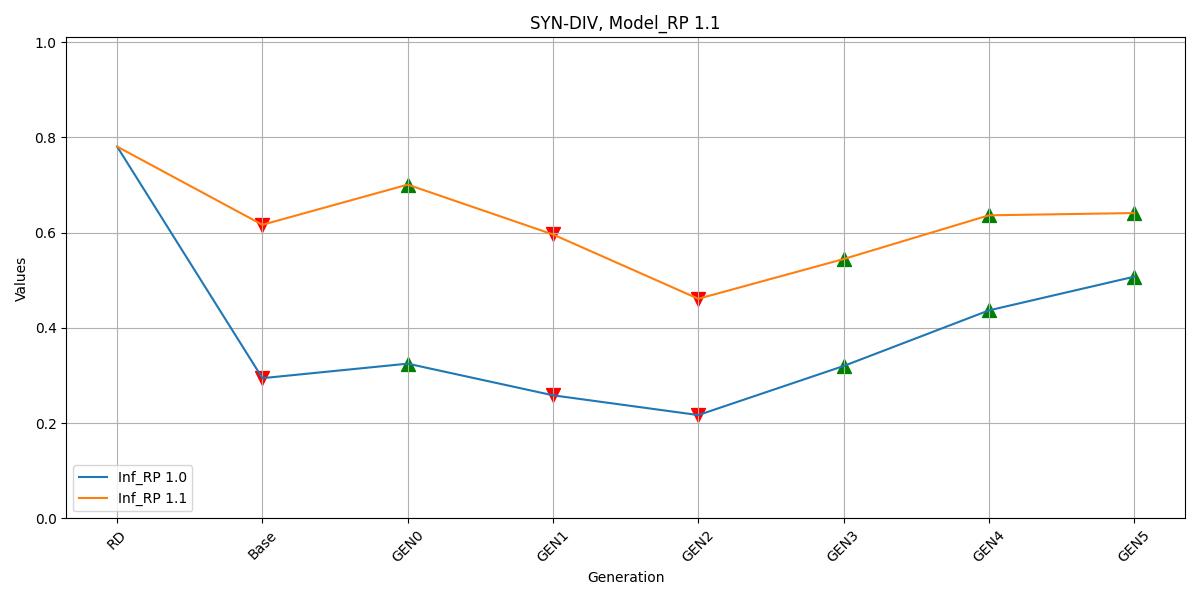 SYN-DIV, Model_RP 1.1
1.0
0.8
0.6
0.4
0.2
0.0
Values
Inf_RP 1.0
Inf_RP 1.1
RD
Base
GEN0
GEN1
GEN2
GEN3
GEN4
GEN5
Generation